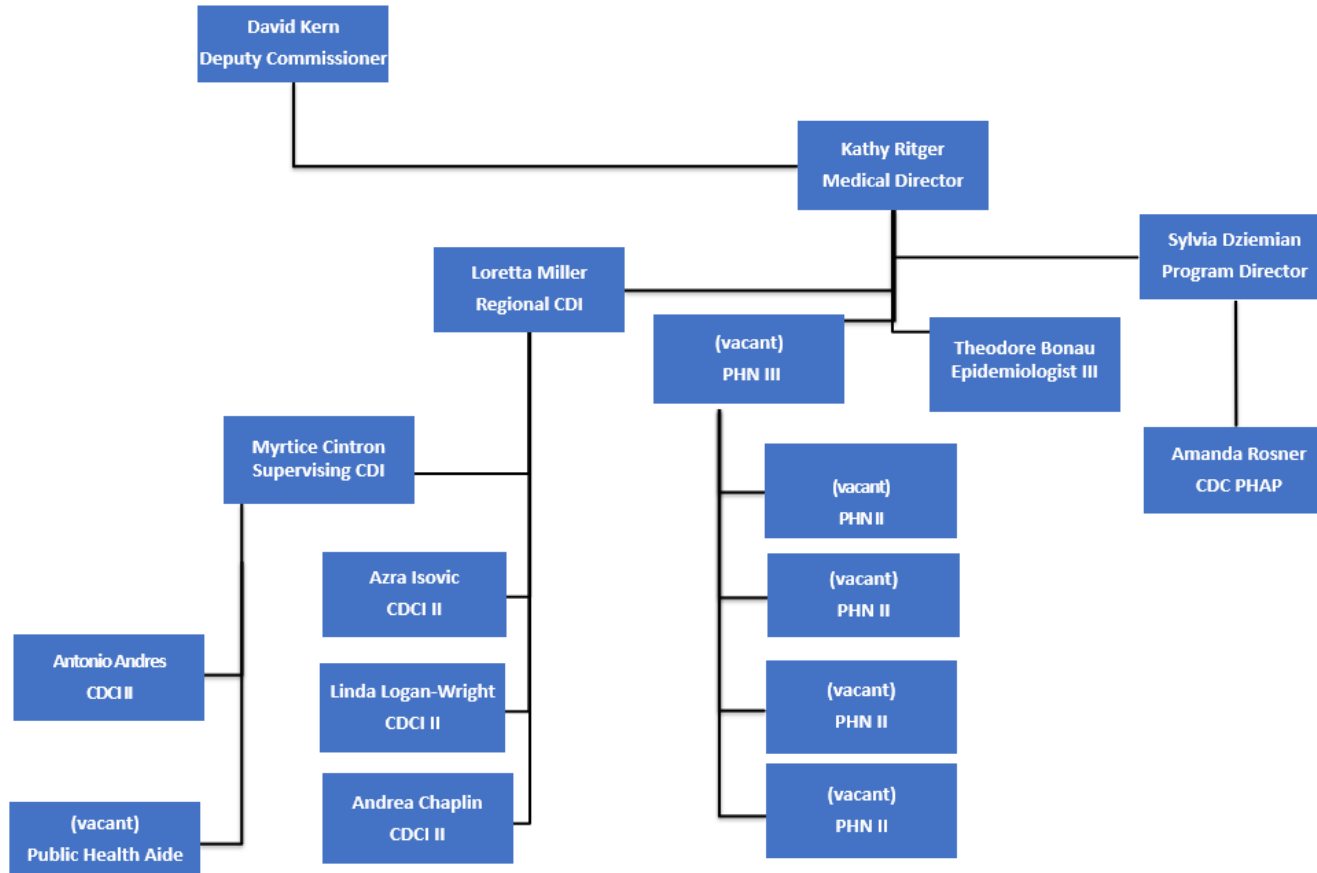 David Kern
Deputy Commissioner
Kathy Ritger
Medical Director
Sylvia Dziemian
Program Director
Loretta Miller
Regional CDI
(vacant)
PHN III
Theodore Bonau
Epidemiologist III
Myrtice Cintron
Supervising CDI
Amanda Rosner
CDC PHAP
(vacant)
PHN II
Azra Isovic
CDCI II
(vacant)
PHN II
Antonio Andres
CDCI II
Linda Logan-Wright
CDCI II
(vacant)
PHN II
Andrea Chaplin
CDCI II
(vacant)
PHN II
(vacant)
Public Health Aide